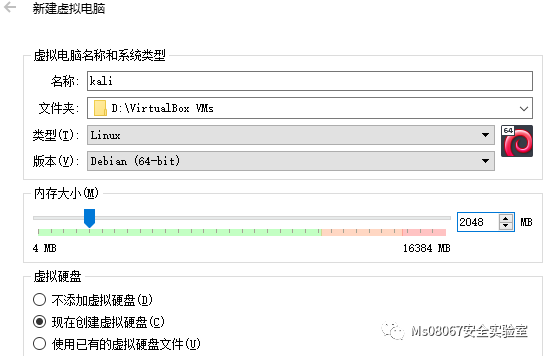 新建虚拟电脑
虚拟电脑名称和系统类型
名称: kali
文件夹: D:\VirtualBox VMs
类型(T): Linux
64
版本(V): Debian (64-bit)
内存大小(M)
2048 MB
4 MB 16384 MB
虚拟硬盘
不添加虚拟硬盘(D)
现在创建虚拟硬盘(C)
使用已有的虚拟硬盘文件(U)
Ms08067安全实验室